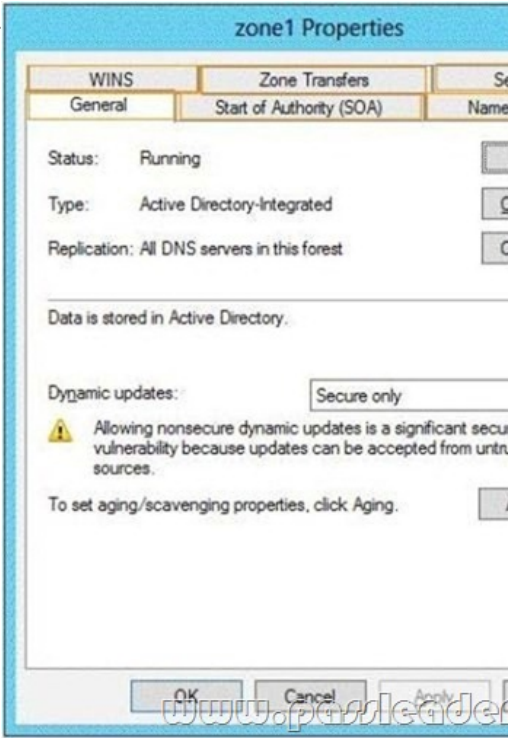 zone1 Properties
WINS
Zone Transfers
Se
General
Start of Authority (SOA)
Name
Status: Running
Type: Active Directory-Integrated
Replication: All DNS servers in this forest
Data is stored in Active Directory.
Dynamic updates: Secure only
Allowing nonsecure dynamic updates is a significant secur
vulnerability because updates can be accepted from untru
sources.
To set aging/scavenging properties, click Aging.
OK
Cancel
Apply
www.passleader